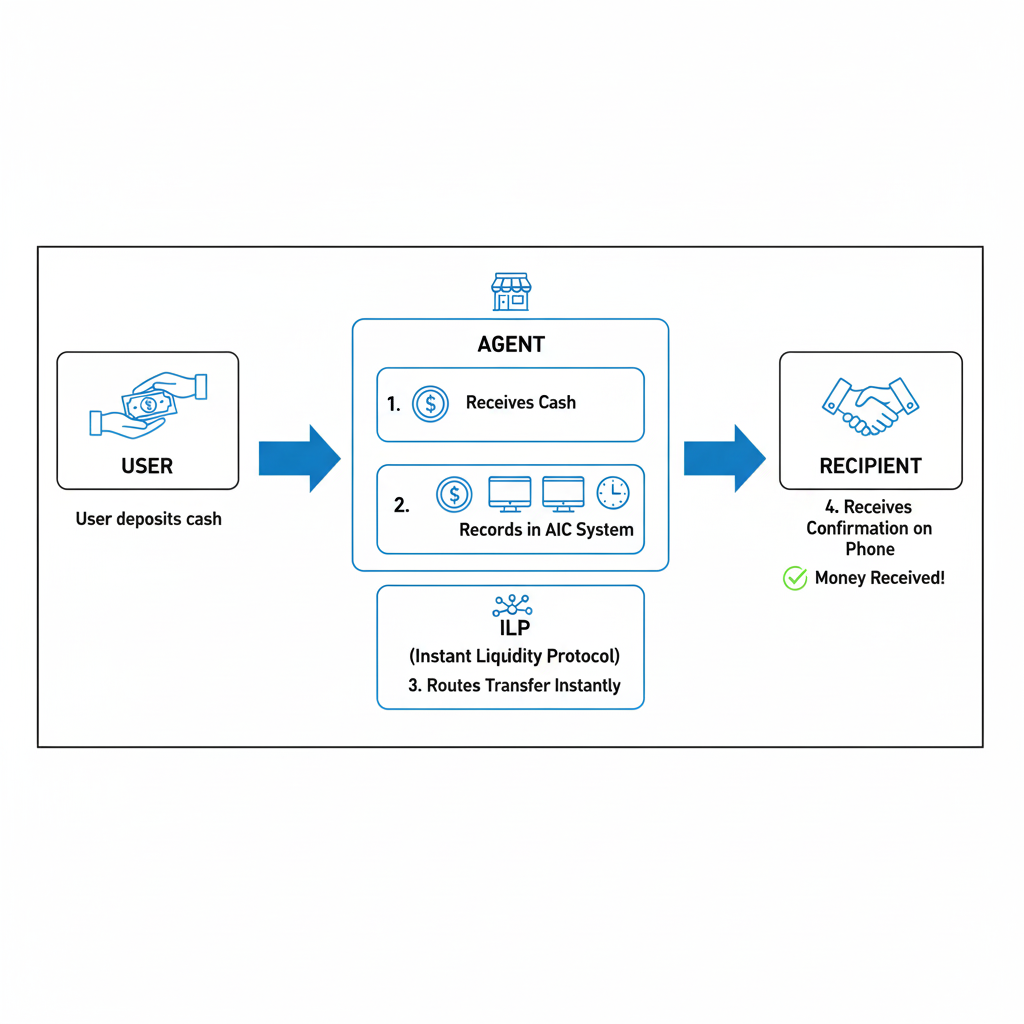 USER
User deposits cash
AGENT
1. Receives Cash
2. Records in AIC System
ILP
(Instant Liquidity Protocol)
3. Routes Transfer Instantly
RECIPIENT
4. Receives
Confirmation on
Phone
Money Received!